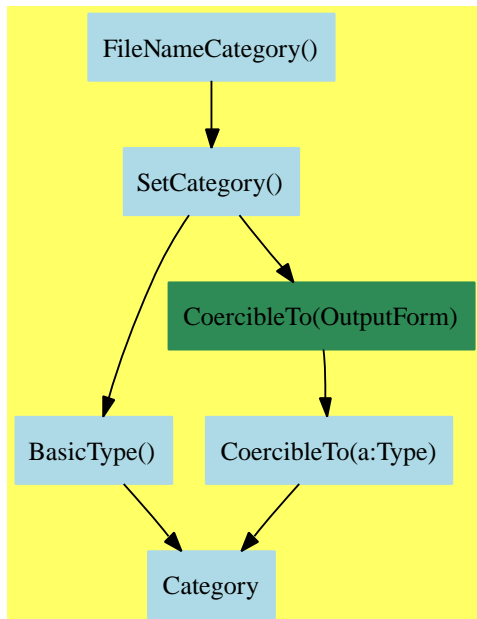 FileNameCategory()
SetCategory()
CoercibleTo(OutputForm)
BasicType()
CoercibleTo(a:Type)
Category